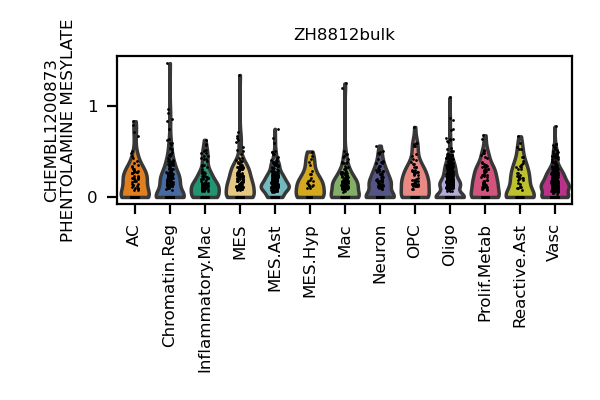 ZH8812bulk
CHEMBL1200873
PHENTOLAMINE MESYLATE
1
0
AC
Chromatin.Reg
Inflammatory.Mac
MES
MES.Ast
MES.Hyp
Mac
Neuron
OPC
Oligo
Prolif.Metab
Reactive.Ast
Vasc